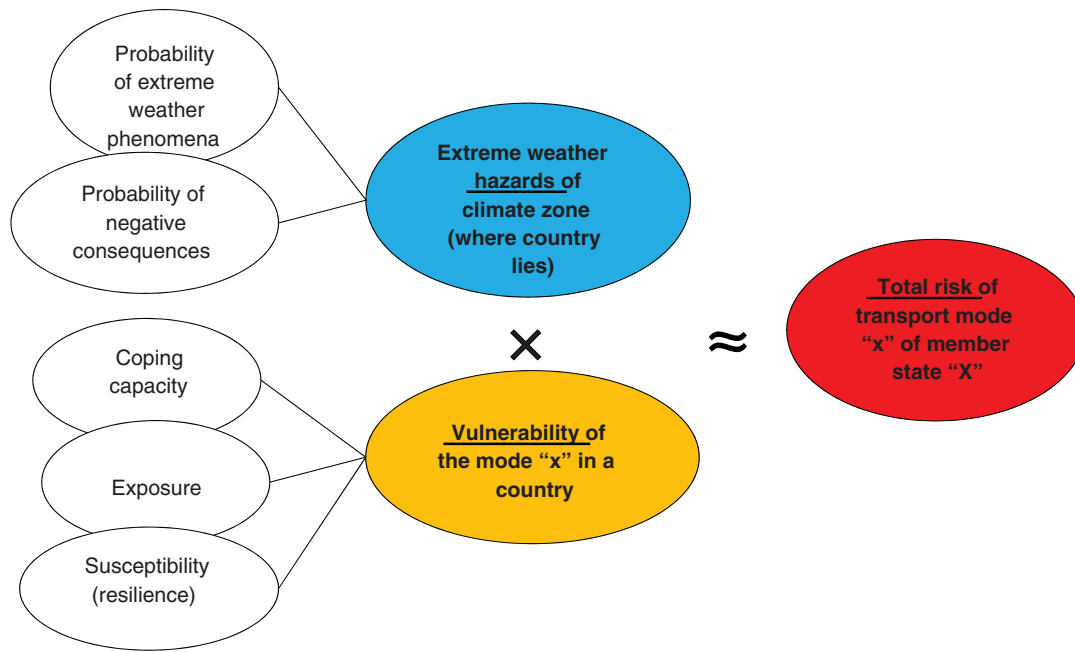 Probability
of extreme
weather
phenomena
Probability of
negative
consequences
Extreme weather
hazards of
climate zone
(where country
lies)
Coping
capacity
Exposure
Susceptibility
(resilience)
×
Vulnerability of
the mode “x” in a
country
≈
Total risk of
transport mode
“x” of member
state “X”